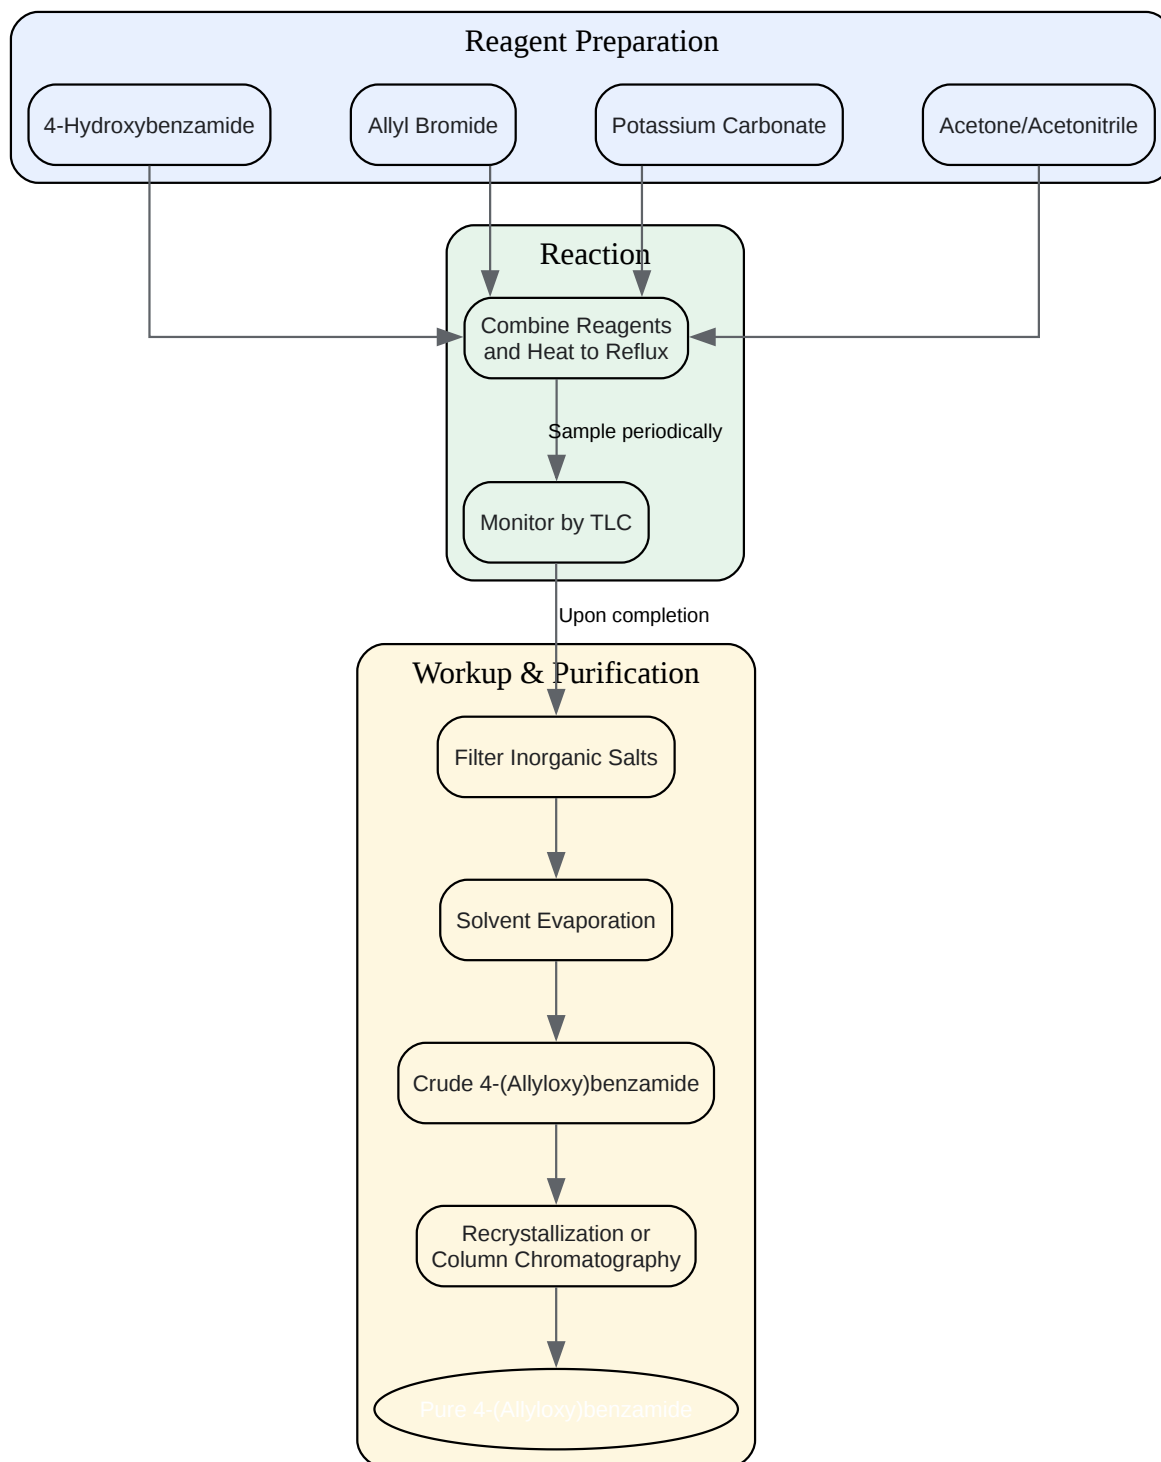 Reagent Preparation
4-Hydroxybenzamide
Allyl Bromide
Potassium Carbonate
Acetone/Acetonitrile
Reaction
Combine Reagents
and Heat to Reflux
Sample periodically
Monitor by TLC
Upon completion
Workup & Purification
Filter Inorganic Salts
Solvent Evaporation
Crude 4-(Allyloxy)benzamide
Recrystallization or
Column Chromatography
Pure 4-(Allyloxy)benzamide